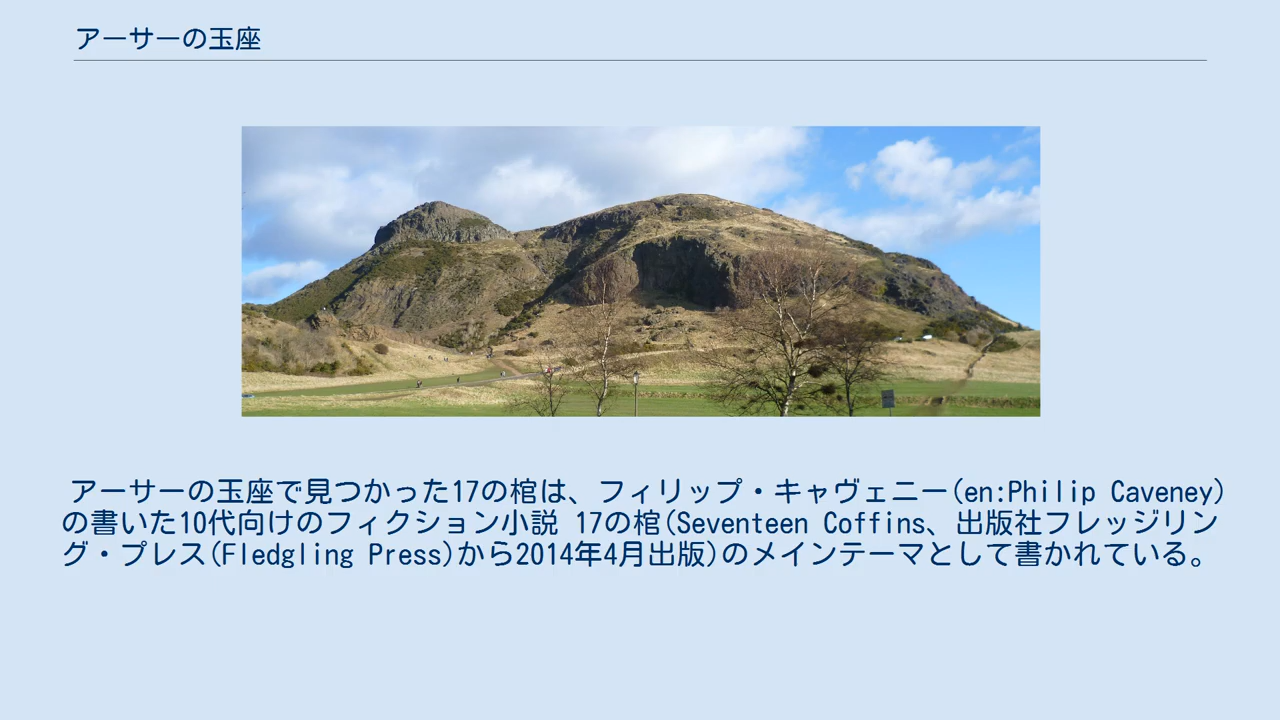 アーサーの玉座
アーサーの玉座で見つかった17の棺は、フィリップ・キャヴェニー(en:Philip Caveney)
の書いた10代向けのフィクション小説 17の棺(Seventeen Coffins、出版社フレッジリン
グ・プレス(Fledgling Press)から2014年4月出版)のメインテーマとして書かれている。